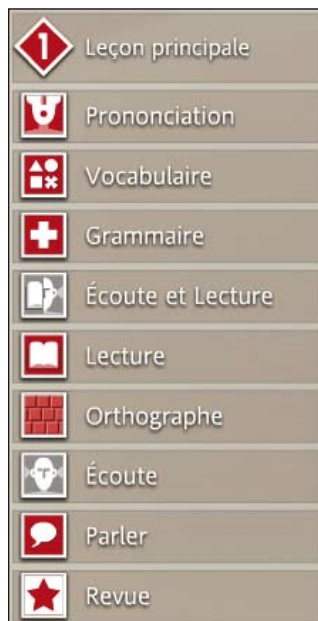 1 Leçon principale
Prononciation
Vocabulaire
Grammaire
Écoute et Lecture
Lecture
Orthographe
Écoute
Parler
Revue